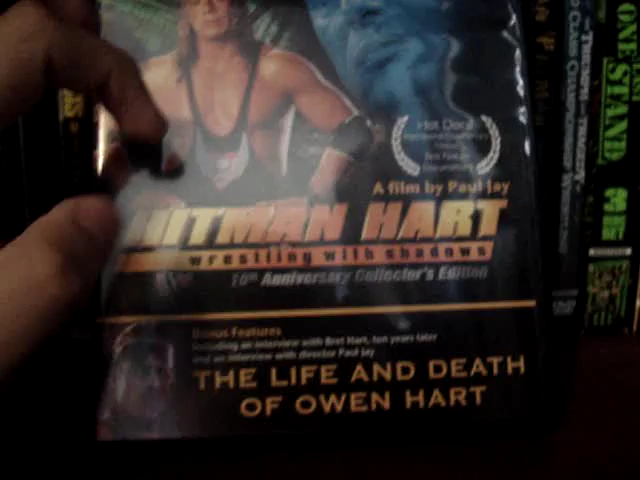 Hot Docs
A film by Paul Jay
HITMAN HART
wrestling with shadows
10th Anniversary Collector's Edition
Bonus Features
including an interview with Bret Hart, ten years later
and an interview with director Paul Jay
THE LIFE AND DEATH
OF OWEN HART
ONE STAND